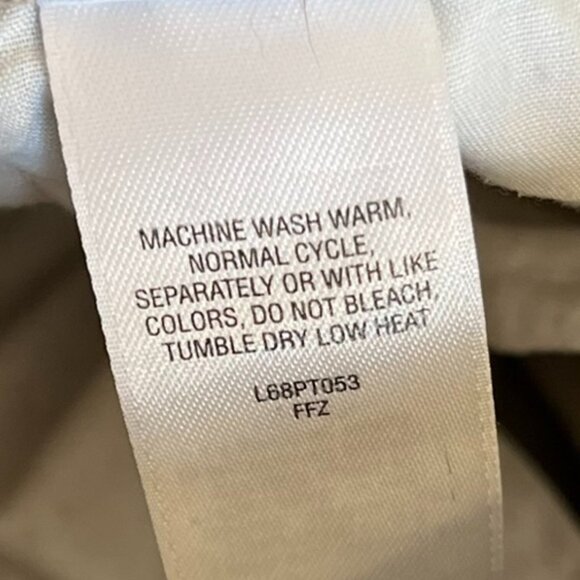 MACHINE WASH WARM,
NORMAL CYCLE,
SEPARATELY OR WITH LIKE
COLORS, DO NOT BLEACH,
TUMBLE DRY LOW HEAT
L68PT053
FFZ